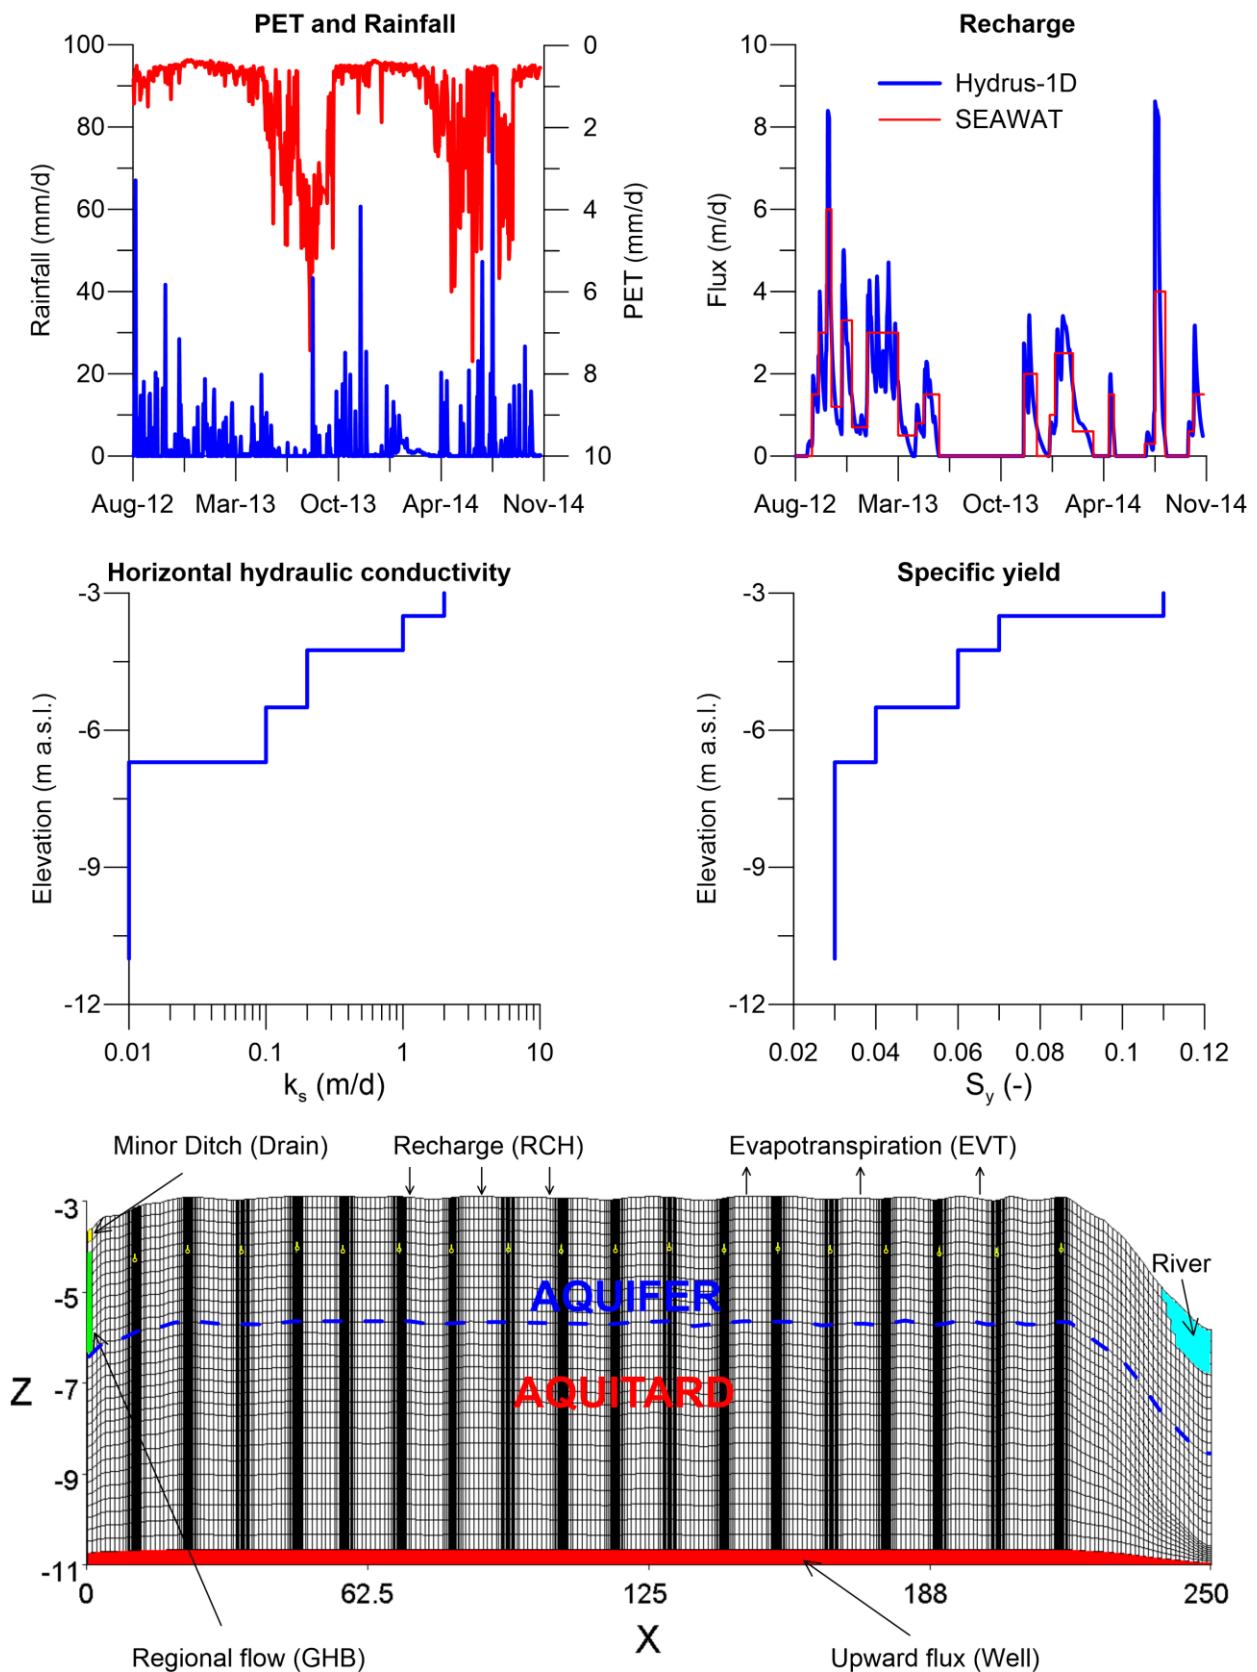 PET and Rainfall
100
80
60
40
20
0
Rainfall (mm/d)
0
2
4
6
8
10
PET (mm/d)
Aug-12 Mar-13 Oct-13 Apr-14 Nov-14
Recharge
Hydrus-1D
SEAWAT
10
8
6
4
2
0
Flux (m/d)
Aug-12 Mar-13 Oct-13 Apr-14 Nov-14
Horizontal hydraulic conductivity
-3
-6
-9
-12
Elevation (m a.s.l.)
0.01 0.1 1 10
ks (m/d)
Specific yield
-3
-6
-9
-12
Elevation (m a.s.l.)
0.02 0.04 0.06 0.08 0.1 0.12
Sy (-)
Minor Ditch (Drain) Recharge (RCH) Evapotranspiration (EVT)
-3
-5
-7
-9
-11
Z
River
AQUIFER
AQUITARD
0 62.5 125 188 250
X
Regional flow (GHB) Upward flux (Well)